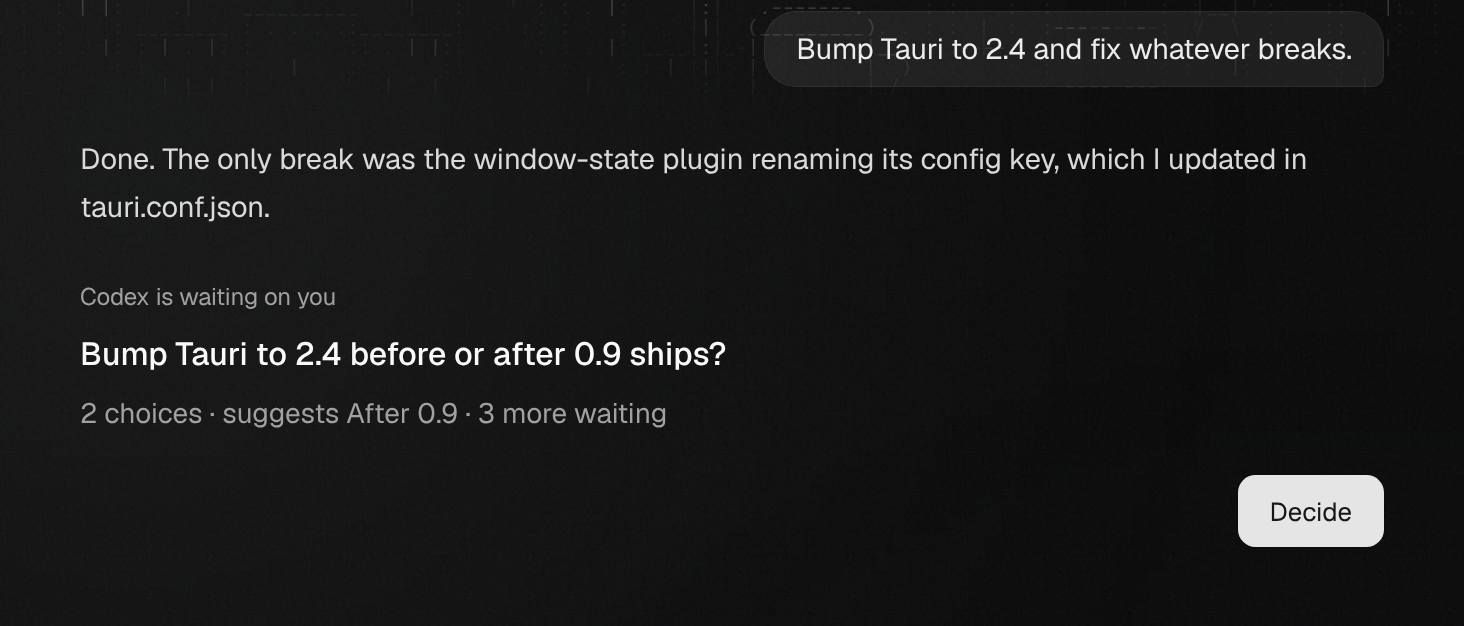 Bump Tauri to 2.4 and fix whatever breaks.
Done. The only break was the window-state plugin renaming its config key, which I updated in
tauri.conf.json.
Codex is waiting on you
Bump Tauri to 2.4 before or after 0.9 ships?
2 choices · suggests After 0.9 · 3 more waiting
Decide